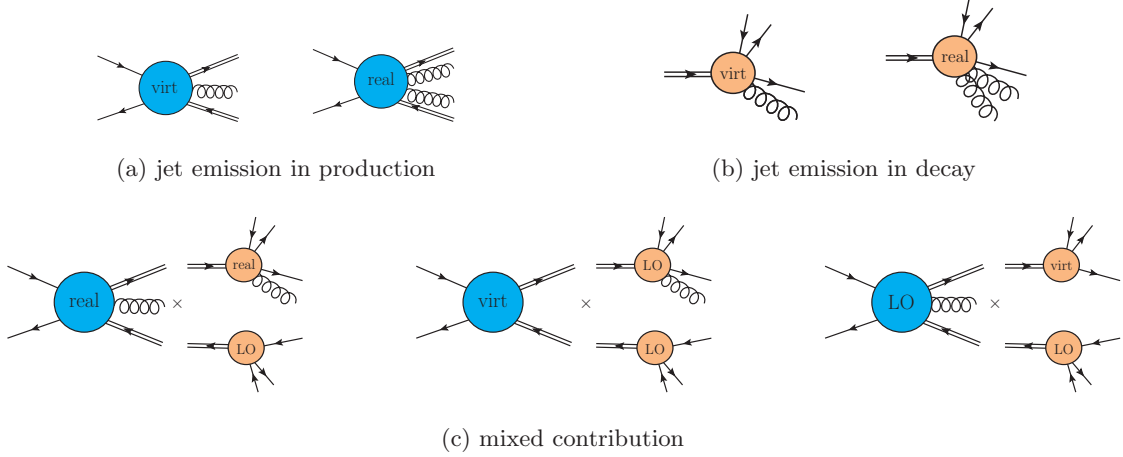 virt
real
virt
real
(a) jet emission in production
(b) jet emission in decay
real
×
real
LO
virt
×
LO
LO
LO
×
virt
LO
(c) mixed contribution